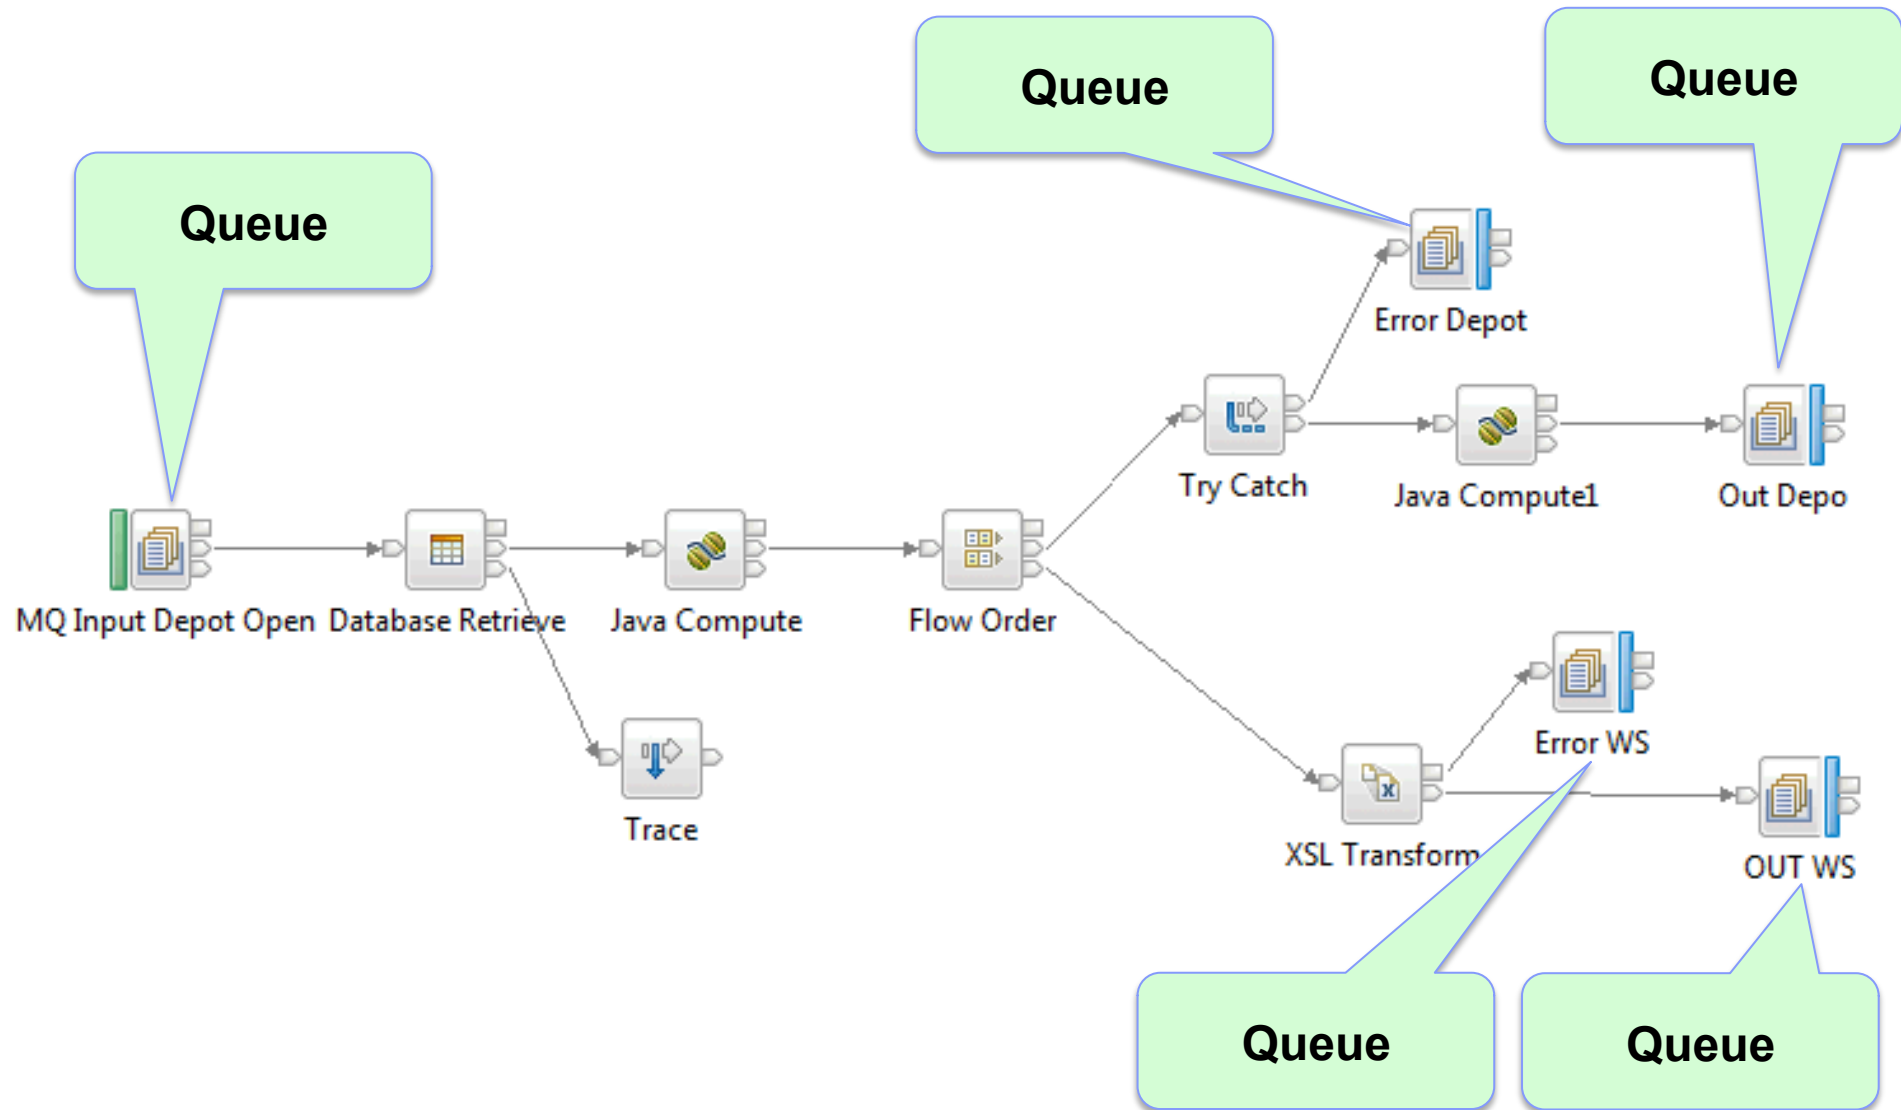 Queue
Queue
Queue
Error Depot
Try Catch
Java Compute1
Out Depo
MQ Input Depot Open
Database Retrieve
Java Compute
Flow Order
Trace
Error WS
XSL Transform
OUT WS
Queue
Queue